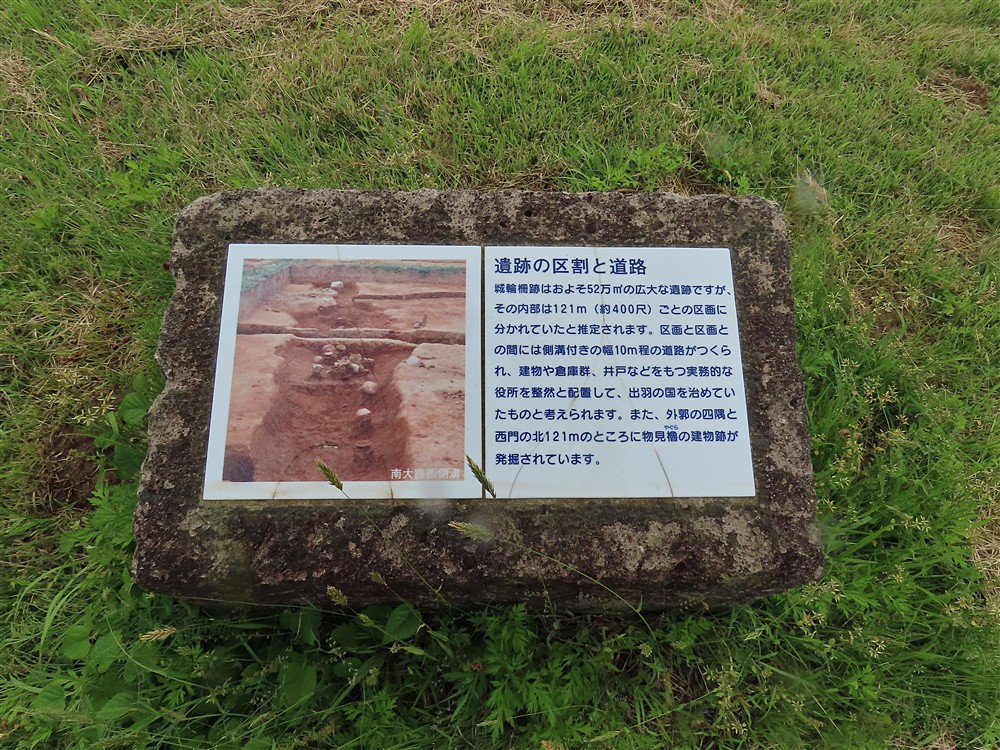 遺跡の区割と道路
城輪柵跡はおよそ52万㎡の広大な遺跡ですが、
その内部は121m（約400尺）ごとの区画に
分かれていたと推定されます。区画と区画と
の間には側溝付きの幅10m程の道路がつくら
れ、建物や倉庫群、井戸などをもつ実務的な
役所を整然と配置して、出羽の国を治めてい
たものと考えられます。また、外郭の四隅と
やぐら
西門の北121mのところに物見櫓の建物跡が
発掘されています。
南大路西側溝